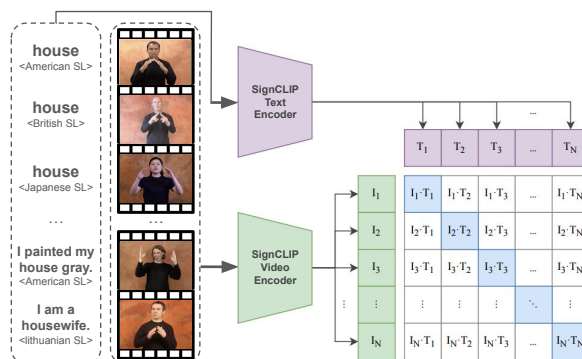 house
<American SL>
house
<British SL>
house
<Japanese SL>
...
I painted my
house gray.
<American SL>
I am a
housewife.
<lithuanian SL>
...
SignCLIP
Text
Encoder
SignCLIP
Video
Encoder
...
T1 T2 T3 ... TN
I1 I1·T1 I1·T2 I1·T3 ... I1·TN
I2 I2·T1 I2·T2 I2·T3 ... I2·TN
I3 I3·T1 I3·T2 I3·T3 ... I3·TN
⋮ ⋮ ⋮ ⋮ ⋱ ⋮
IN IN·T1 IN·T2 IN·T3 ... IN·TN